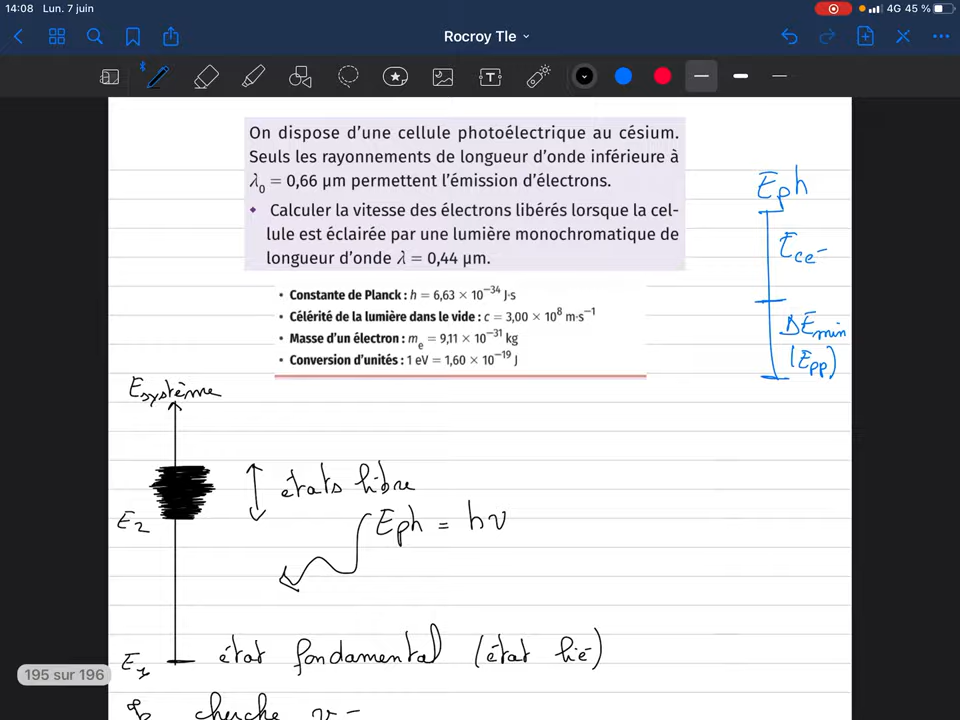 14:08 Lun. 7 juin
4G 45 %
Rocroy Tle
On dispose d'une cellule photoélectrique au césium.
Seuls les rayonnements de longueur d'onde inférieure à
λ₀ = 0,66 μm permettent l'émission d'électrons.
Calculer la vitesse des électrons libérés lorsque la cel-
lule est éclairée par une lumière monochromatique de
longueur d'onde λ = 0,44 μm.
• Constante de Planck : h = 6,63 × 10⁻³⁴ J·s
• Célérité de la lumière dans le vide : c = 3,00 × 10⁸ m·s⁻¹
• Masse d'un électron : mₑ = 9,11 × 10⁻³¹ kg
• Conversion d'unités : 1 eV = 1,60 × 10⁻¹⁹ J
Eph
Ece-
ΔEmin
(Epp)
Esystème
états libre
E2
Eph = hν
E1 état fondamental (état lié)
195 sur 196
cherche